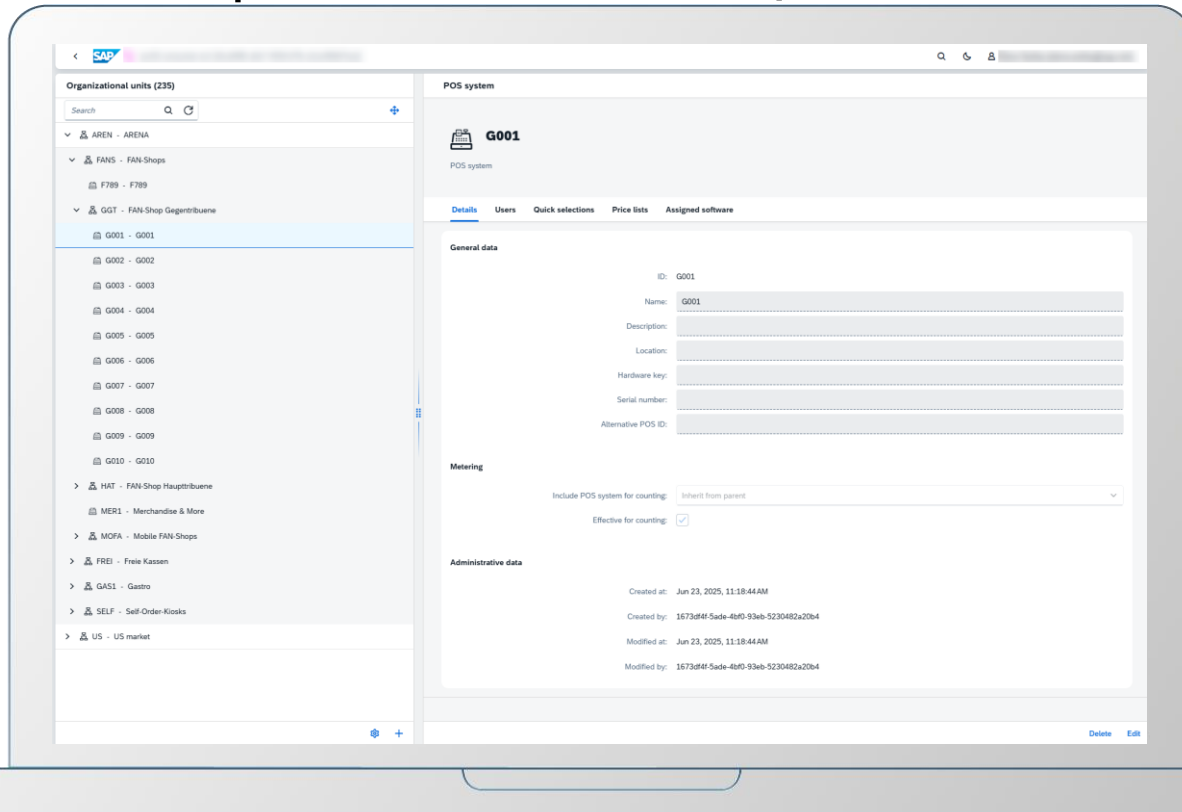 SAP
Organizational units (235)
Search
AREN - ARENA
FANS - FAN-Shops
F789 - F789
GGT - FAN-Shop Gegentribuene
G001 - G001
G002 - G002
G003 - G003
G004 - G004
G005 - G005
G006 - G006
G007 - G007
G008 - G008
G009 - G009
G010 - G010
HAT - FAN-Shop Haupttribuene
MER1 - Merchandise & More
MOFA - Mobile FAN-Shops
FREI - Freie Kassen
GAS1 - Gastro
SELF - Self-Order-Kiosks
US - US market
POS system
G001
POS system
Details Users Quick selections Price lists Assigned software
General data
ID: G001
Name: G001
Description:
Location:
Hardware key:
Serial number:
Alternative POS ID:
Metering
Include POS system for counting: Inherit from parent
Effective for counting:
Administrative data
Created at: Jun 23, 2025, 11:18:44 AM
Created by: 1673df4f-5ade-4bf0-93eb-5230482a20b4
Modified at: Jun 23, 2025, 11:18:44 AM
Modified by: 1673df4f-5ade-4bf0-93eb-5230482a20b4
Delete Edit